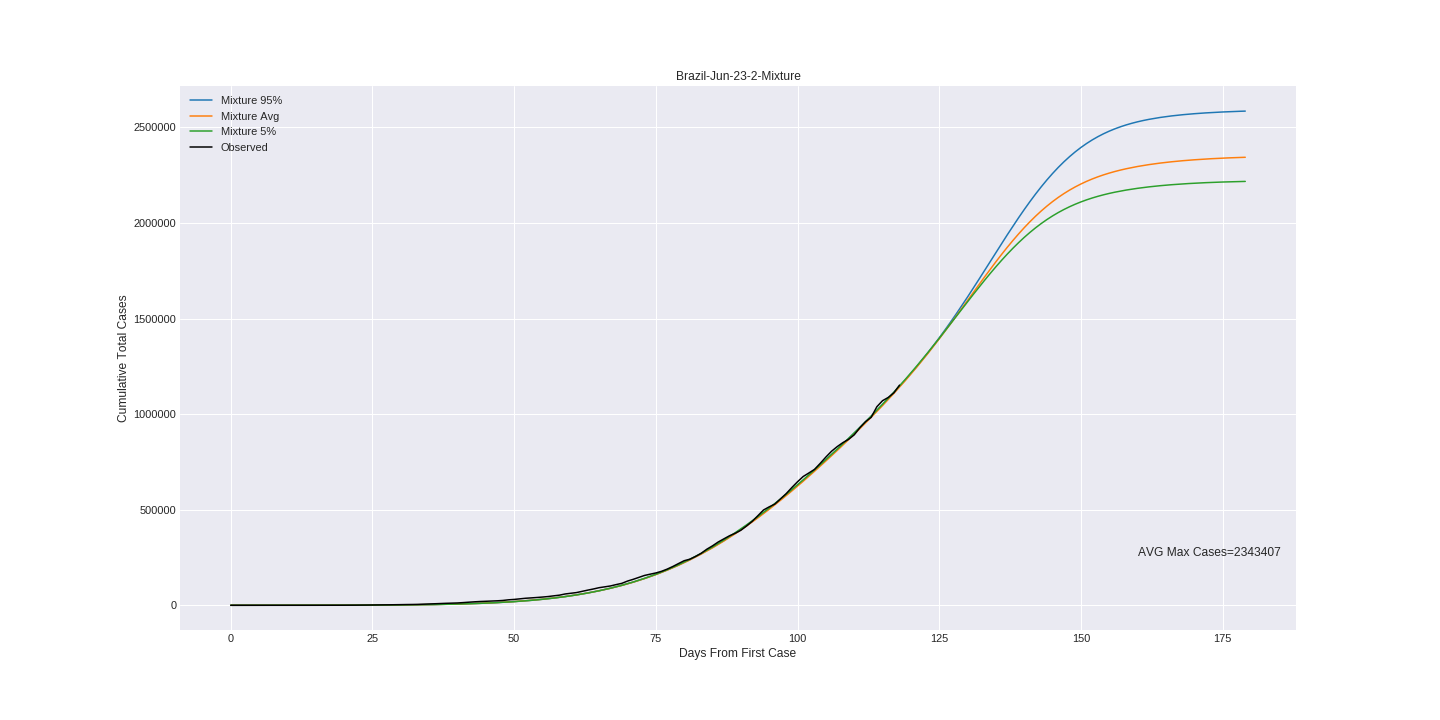 Brazil-Jun-23-2-Mixture
Mixture 95%
Mixture Avg
Mixture 5%
Observed
2500000
2000000
1500000
1000000
500000
0
Cumulative Total Cases
AVG Max Cases=2343407
0 25 50 75 100 125 150 175
Days From First Case